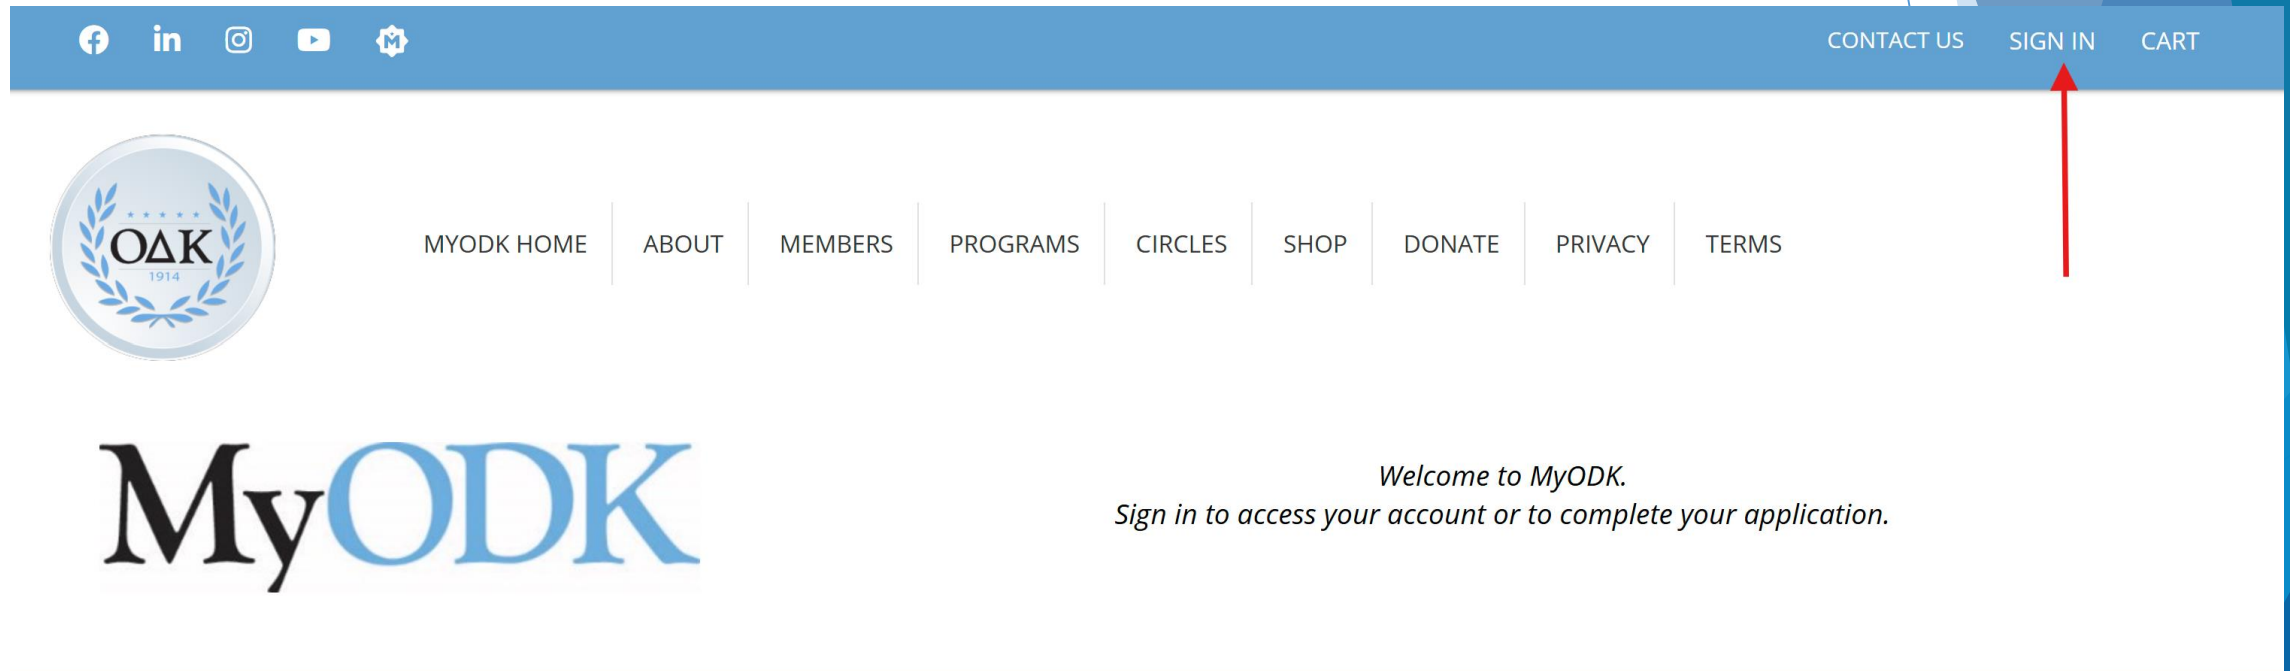 CONTACT US SIGN IN CART
ΟΔΚ
1914
MYODK HOME ABOUT MEMBERS PROGRAMS CIRCLES SHOP DONATE PRIVACY TERMS
MyODK
Welcome to MyODK.
Sign in to access your account or to complete your application.